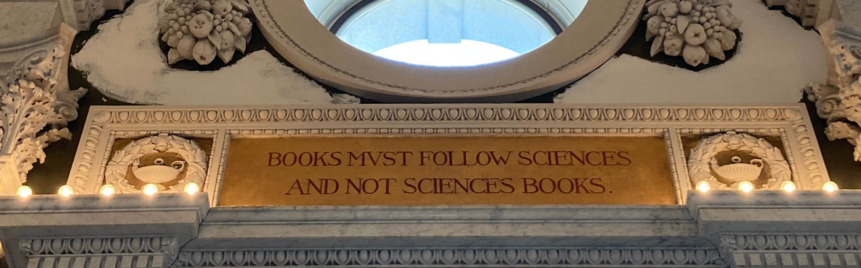 BOOKS MVST FOLLOW SCIENCES
AND NOT SCIENCES BOOKS.